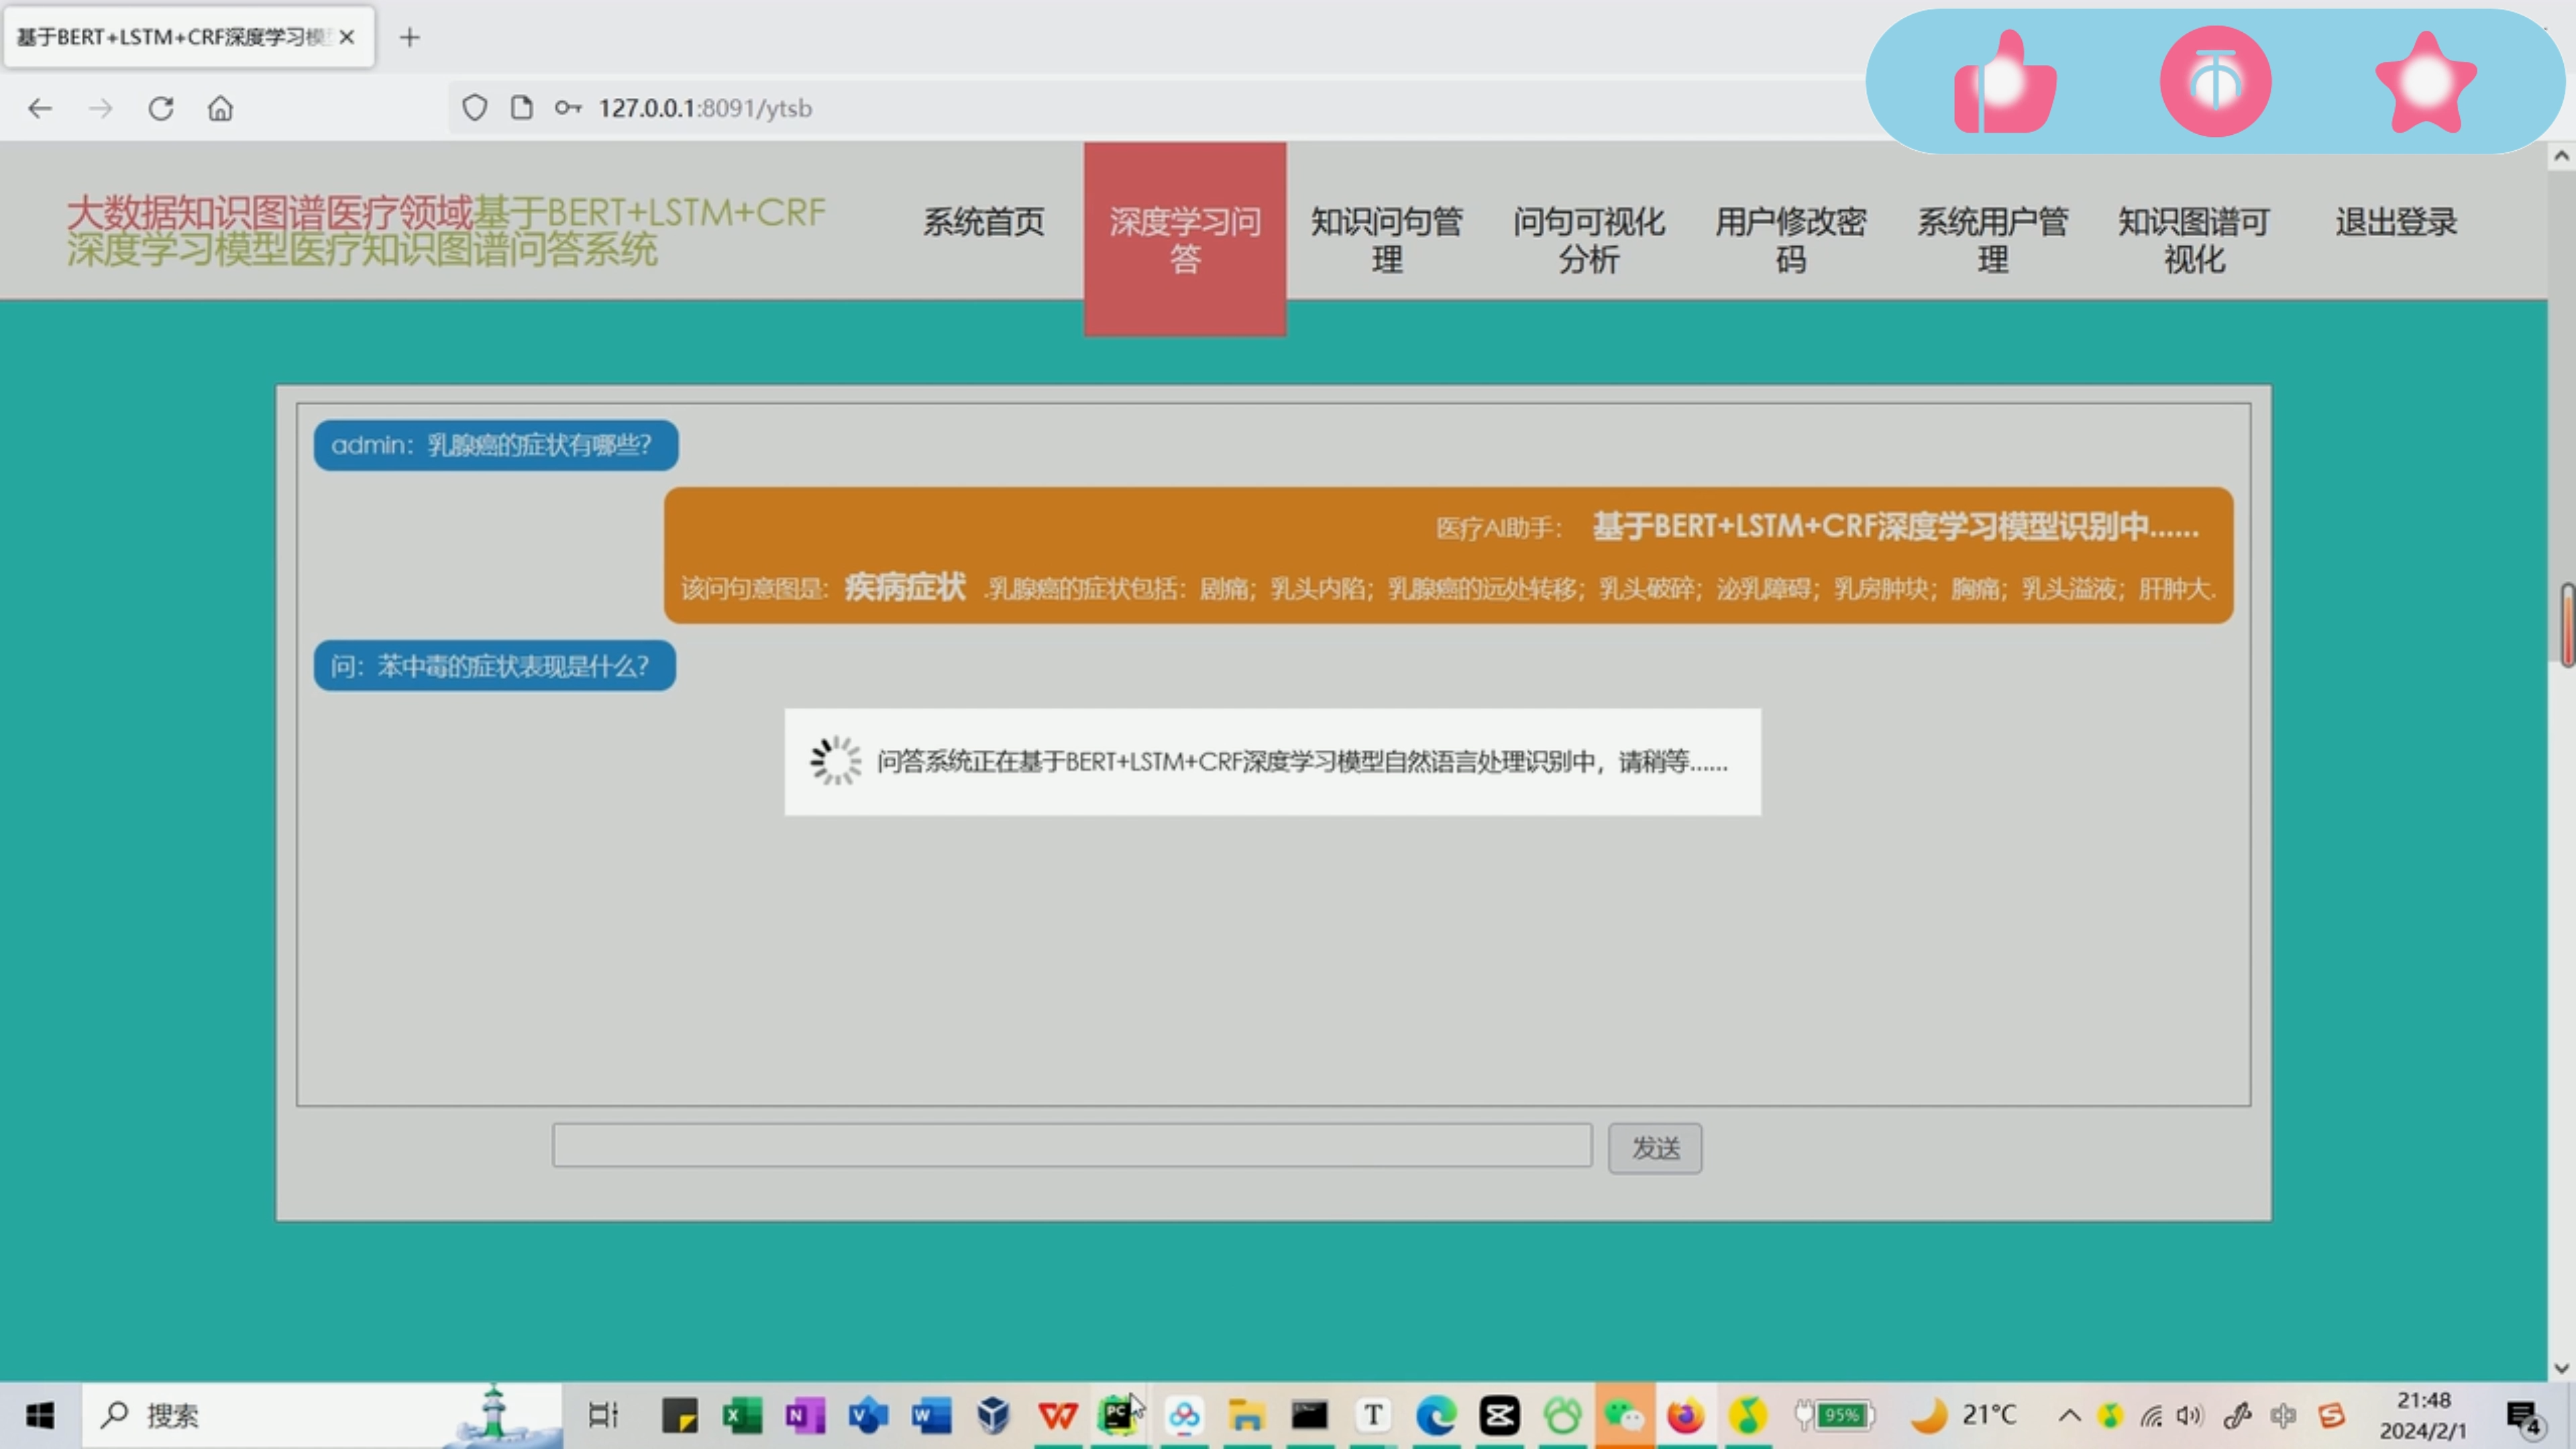 基于BERT+LSTM+CRF深度学习模
127.0.0.1:8091/ytsb
大数据知识图谱医疗领域基于BERT+LSTM+CRF
深度学习模型医疗知识图谱问答系统
系统首页
深度学习问
答
知识问句管
理
问句可视化
分析
用户修改密
码
系统用户管
理
知识图谱可
视化
退出登录
admin：乳腺癌的症状有哪些?
医疗AI助手： 基于BERT+LSTM+CRF深度学习模型识别中......
该问句意图是: 疾病症状 .乳腺癌的症状包括：剧痛；乳头内陷；乳腺癌的远处转移；乳头破碎；泌乳障碍；乳房肿块；胸痛；乳头溢液；肝肿大.
问：苯中毒的症状表现是什么?
问答系统正在基于BERT+LSTM+CRF深度学习模型自然语言处理识别中，请稍等......
发送
搜索
95%
21°C
中
21:48
2024/2/1
4